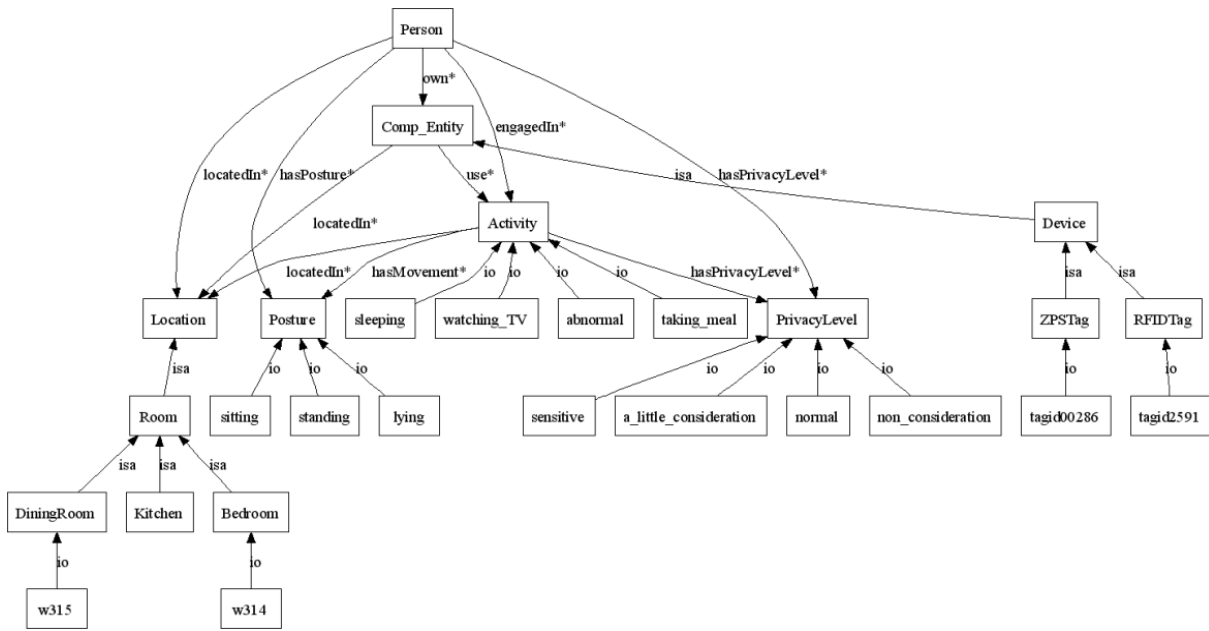 Person
own*
Comp_Entity
engagedIn*
locatedIn*
hasPosture*
use*
isa
hasPrivacyLevel*
locatedIn*
Activity
Device
locatedIn*
hasMovement*
io
io
io
io
hasPrivacyLevel*
isa
isa
Location
Posture
sleeping
watching_TV
abnormal
taking_meal
PrivacyLevel
ZPSTag
RFIDTag
isa
io
io
io
io
io
io
io
io
io
Room
sitting
standing
lying
sensitive
a_little_consideration
normal
non_consideration
tagid00286
tagid2591
isa
isa
isa
DiningRoom
Kitchen
Bedroom
io
io
w315
w314